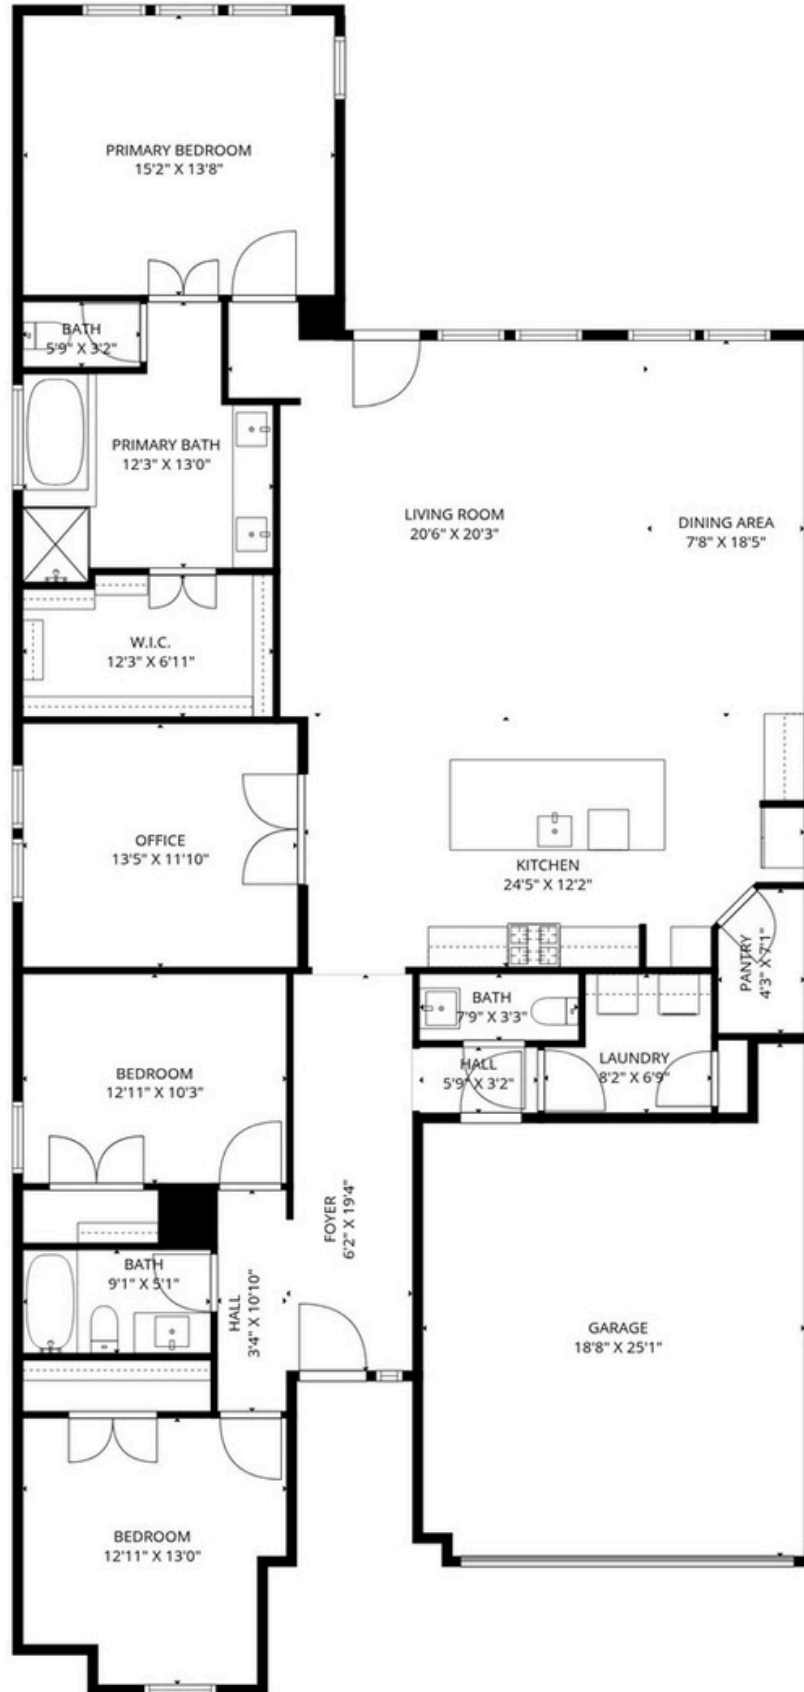 PRIMARY BEDROOM
15'2" X 13'8"
BATH
5'9" X 3'2"
PRIMARY BATH
12'3" X 13'0"
LIVING ROOM
20'6" X 20'3"
DINING AREA
7'8" X 18'5"
W.I.C.
12'3" X 6'11"
OFFICE
13'5" X 11'10"
KITCHEN
24'5" X 12'2"
PANTRY
4'3" X 7'1"
BATH
7'9" X 3'3"
BEDROOM
12'11" X 10'3"
HALL
5'9" X 3'2"
LAUNDRY
8'2" X 6'9"
FOYER
6'2" X 19'4"
BATH
9'1" X 5'1"
HALL
3'4" X 10'10"
GARAGE
18'8" X 25'1"
BEDROOM
12'11" X 13'0"